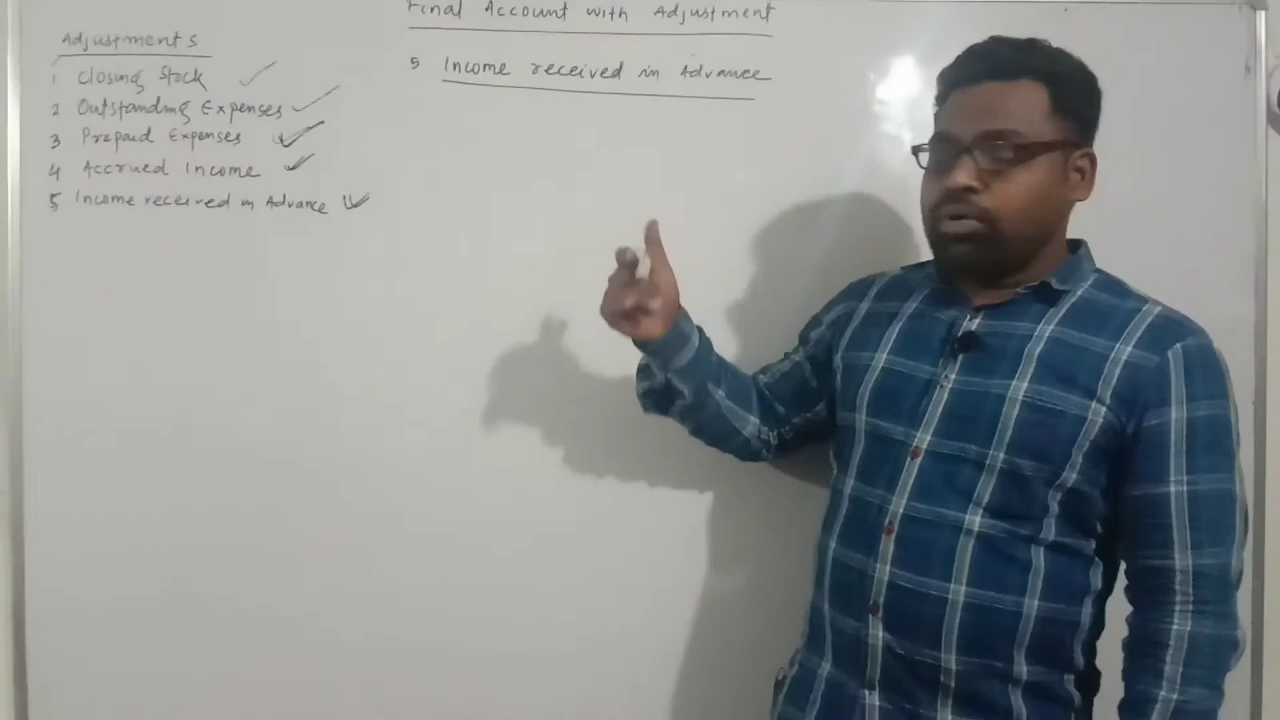 Final Account with Adjustment
5 Income received in Advance
Adjustments
1 Closing Stock
2 Outstanding Expenses
3 Prepaid Expenses
4 Accrued Income
5 Income received in Advance